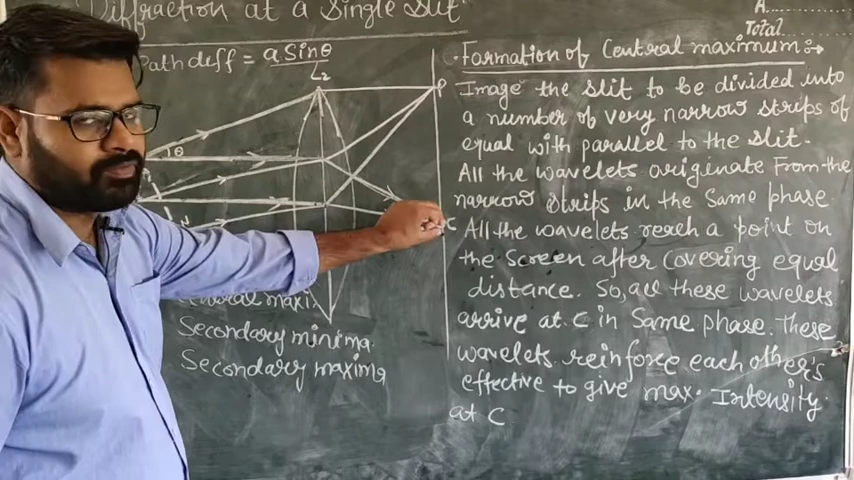 Diffraction at a Single Slit
A..........
Total
Path diff = a Sinθ
L2
P
θ
C
Central maxima
Secondary minima
Secondary maxima
Formation of Central maximum :→
Image the slit to be divided into
a number of very narrow strips of
equal with parallel to the slit.
All the wavelets originate From the
narrow strips in the Same phase.
All the wavelets reach a point on
the Screen after Covering equal
distance. So, all these wavelets
arrive at C in Same phase. These
wavelets reinforce each other's
effective to give max. Intensity
at C